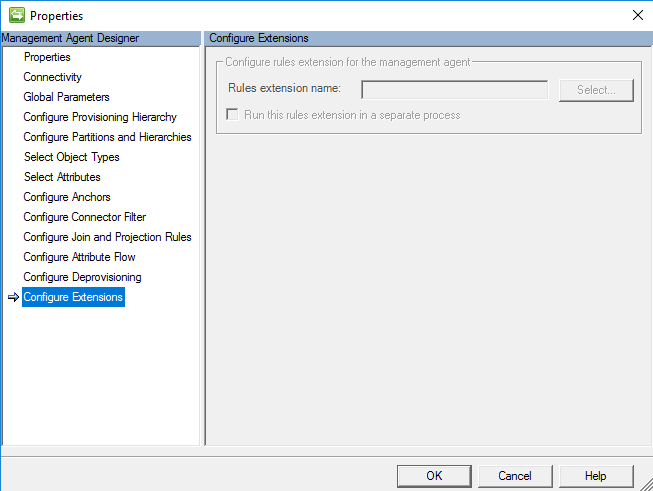 Properties
Management Agent Designer
Properties
Connectivity
Global Parameters
Configure Provisioning Hierarchy
Configure Partitions and Hierarchies
Select Object Types
Select Attributes
Configure Anchors
Configure Connector Filter
Configure Join and Projection Rules
Configure Attribute Flow
Configure Deprovisioning
Configure Extensions
Configure Extensions
Configure rules extension for the management agent
Rules extension name:
Select...
Run this rules extension in a separate process
OK
Cancel
Help